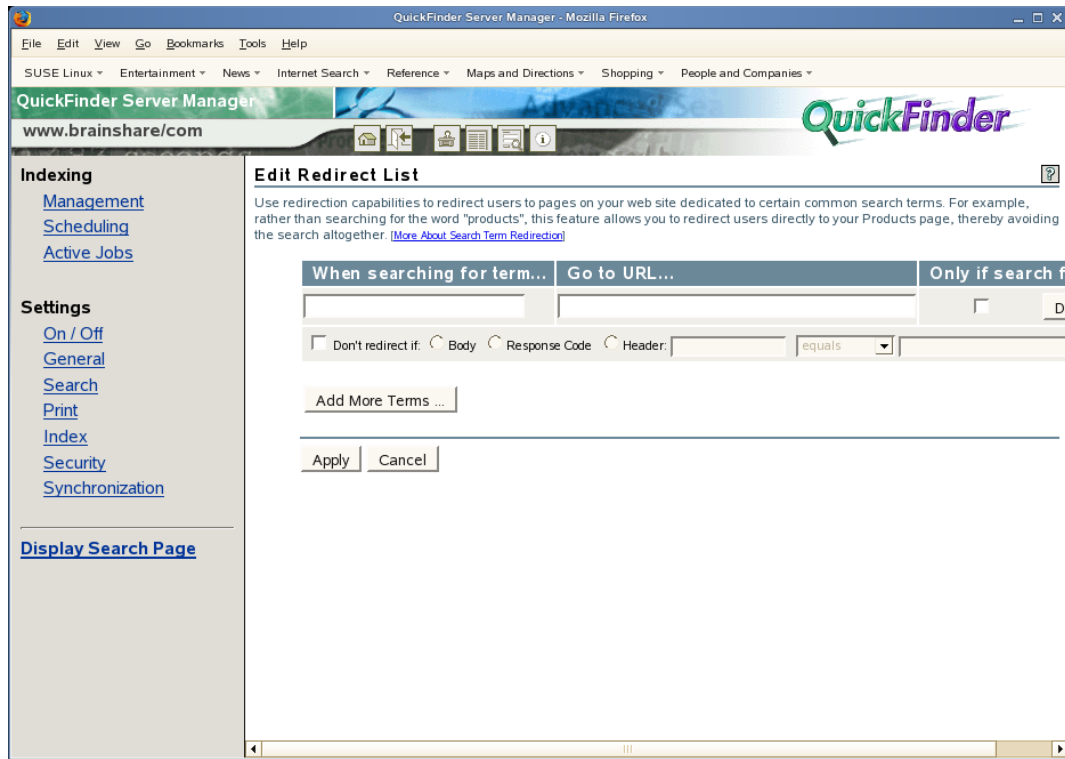 QuickFinder Server Manager - Mozilla Firefox
File Edit View Go Bookmarks Tools Help
SUSE Linux Entertainment News Internet Search Reference Maps and Directions Shopping People and Companies
QuickFinder Server Manager
Advanced Sea
QuickFinder
www.brainshare/com
Indexing
Management
Scheduling
Active Jobs
Settings
On / Off
General
Search
Print
Index
Security
Synchronization
Display Search Page
Edit Redirect List
?
Use redirection capabilities to redirect users to pages on your web site dedicated to certain common search terms. For example,
rather than searching for the word "products", this feature allows you to redirect users directly to your Products page, thereby avoiding
the search altogether. [More About Search Term Redirection]
When searching for term... Go to URL... Only if search f
D
Don't redirect if: Body Response Code Header: equals
Add More Terms ...
Apply Cancel